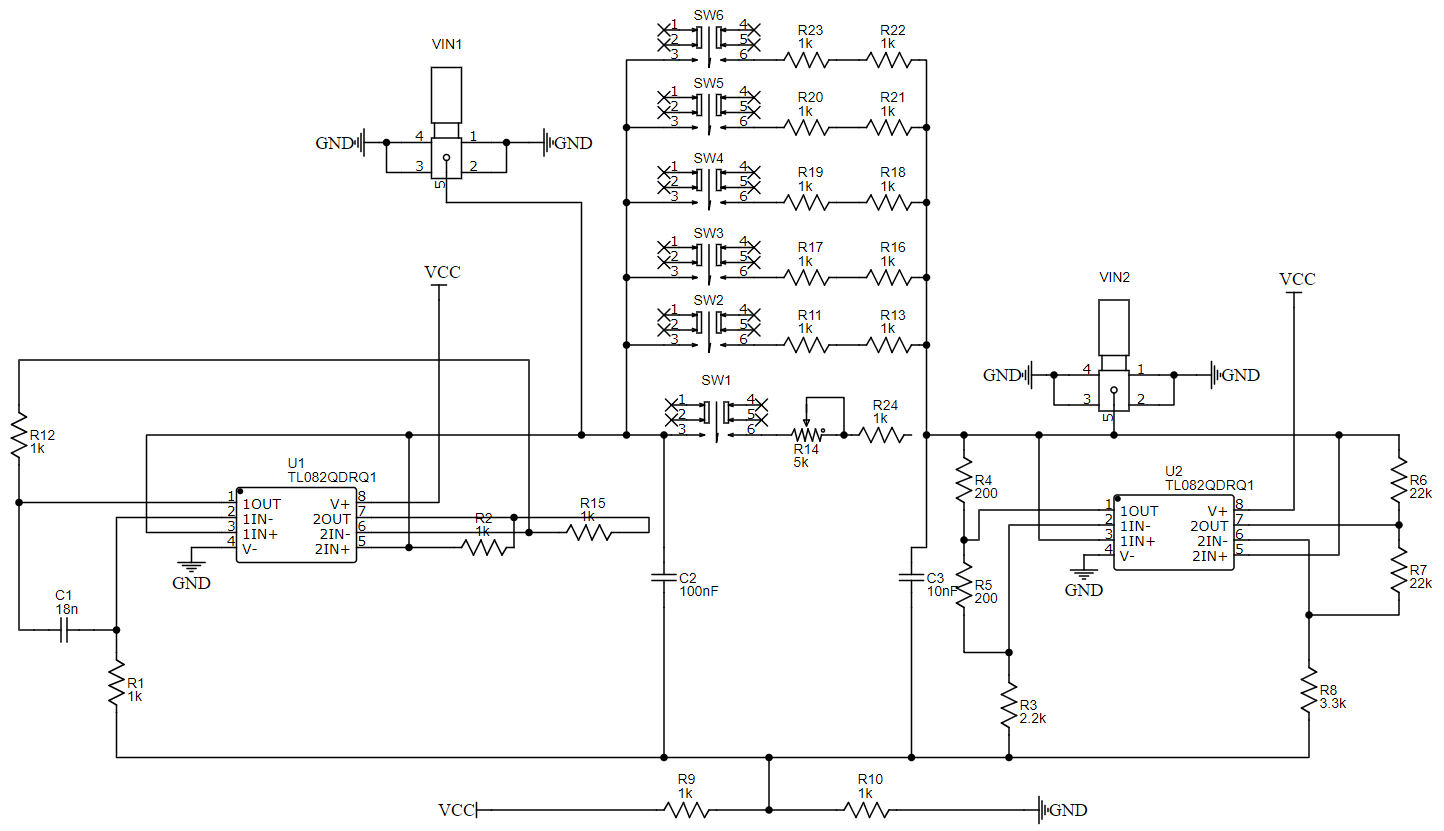 SW6
1 4
2 5
3 6
R23
1k
R22
1k
VIN1
GND
4
3
1
2
5
GND
SW5
1 4
2 5
3 6
R20
1k
R21
1k
SW4
1 4
2 5
3 6
R19
1k
R18
1k
SW3
1 4
2 5
3 6
R17
1k
R16
1k
SW2
1 4
2 5
3 6
R11
1k
R13
1k
VCC
VIN2
VCC
GND
4
3
1
2
5
GND
SW1
1 4
2 5
3 6
R14
5k
R24
1k
R12
1k
U1
TL082QDRQ1
1 1OUT V+ 8
2 1IN- 2OUT 7
3 1IN+ 2IN- 6
4 V- 2IN+ 5
GND
R2
1k
R15
1k
R4
200
U2
TL082QDRQ1
1 1OUT V+ 8
2 1IN- 2OUT 7
3 1IN+ 2IN- 6
4 V- 2IN+ 5
GND
R6
22k
R7
22k
C1
18n
C2
100nF
C3
10nF
R5
200
R1
1k
R3
2.2k
R8
3.3k
VCC
R9
1k
R10
1k
GND